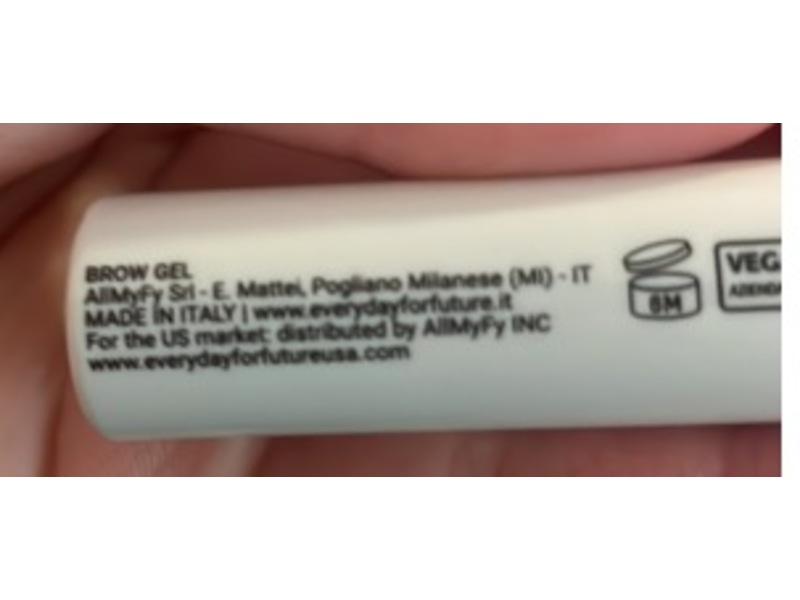 BROW GEL
AllMyFy Srl - E. Mattei, Pogliano Milanese (MI) - IT
MADE IN ITALY | www.everydayforfuture.it
For the US market: distributed by AllMyFy INC
www.everydayforfutureusa.com
6M
VEG